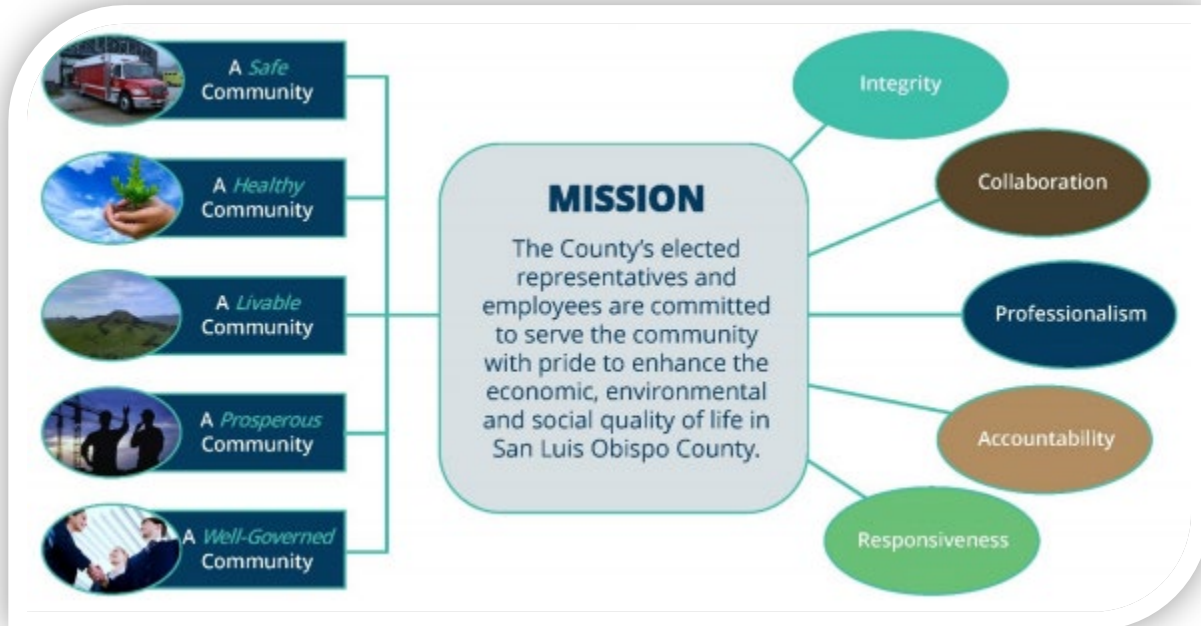 A Safe
Community
A Healthy
Community
A Livable
Community
A Prosperous
Community
A Well-Governed
Community
MISSION
The County's elected
representatives and
employees are committed
to serve the community
with pride to enhance the
economic, environmental
and social quality of life in
San Luis Obispo County.
Integrity
Collaboration
Professionalism
Accountability
Responsiveness